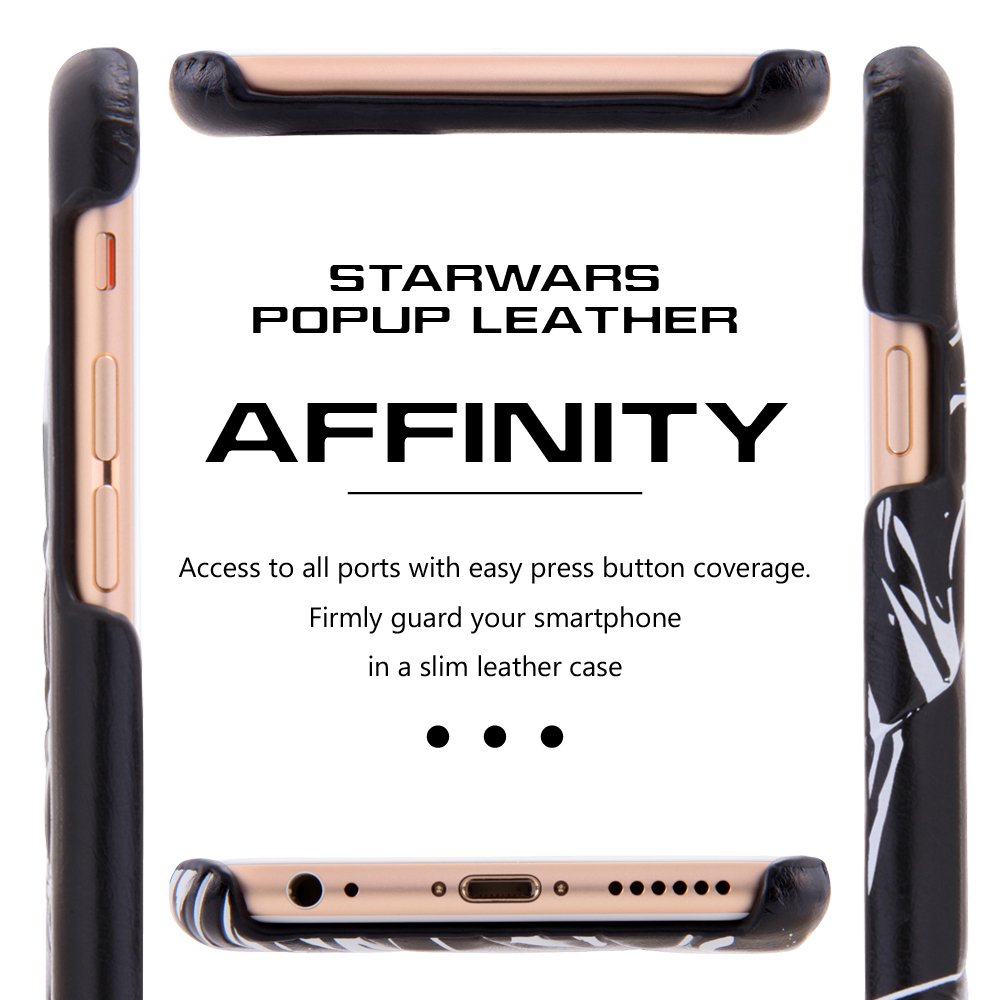 STARWARS
POPUP LEATHER
AFFINITY
Access to all ports with easy press button coverage.
Firmly guard your smartphone
in a slim leather case